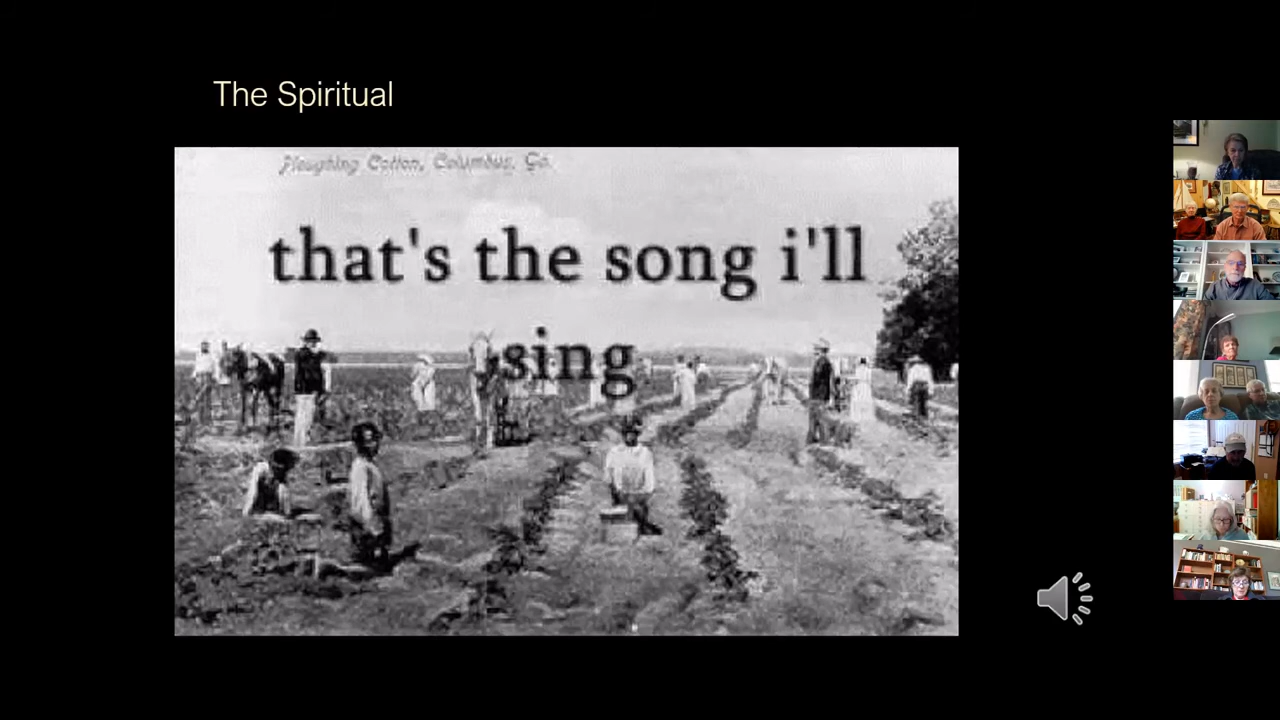 The Spiritual
Ploughing Cotton, Columbus, Ga.
that's the song i'll
sing